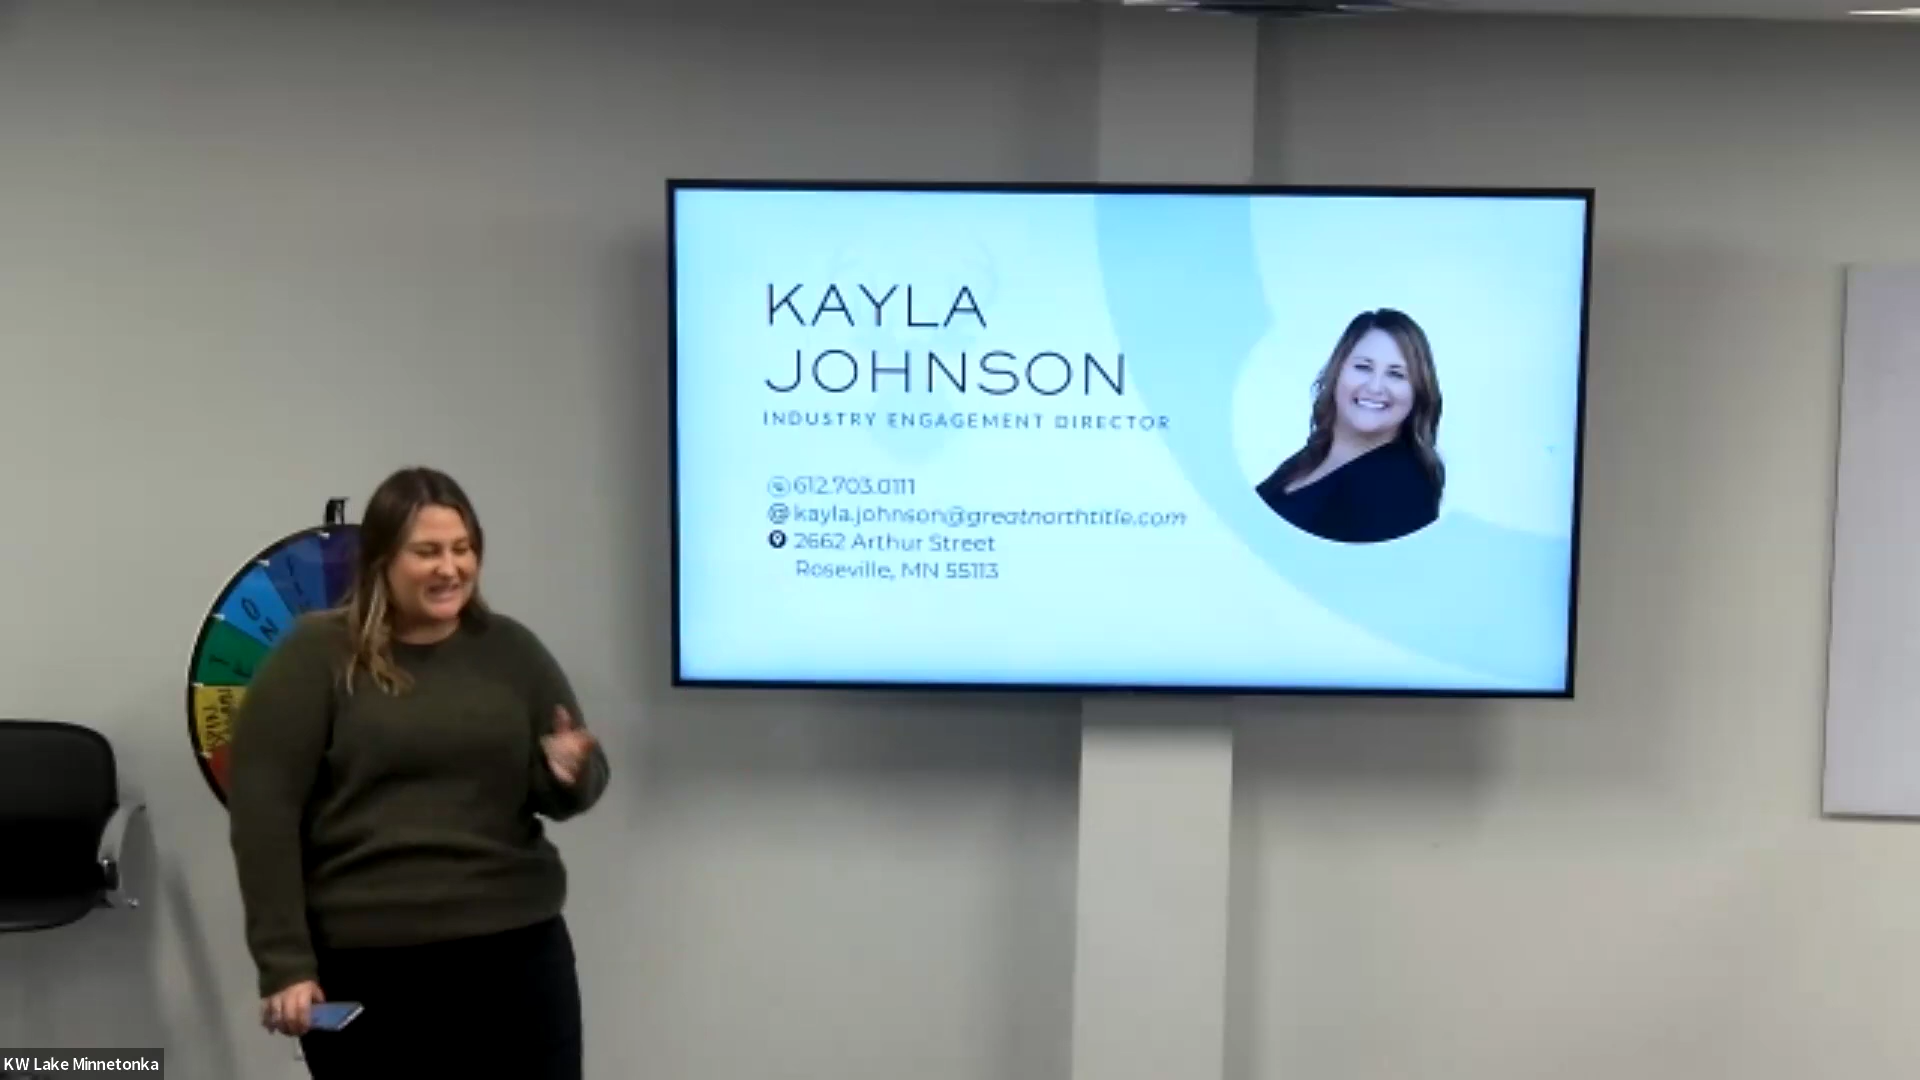 KAYLA
JOHNSON
INDUSTRY ENGAGEMENT DIRECTOR
612.703.0111
kayla.johnson@greatnorthtitle.com
2662 Arthur Street
Roseville, MN 55113
KW Lake Minnetonka